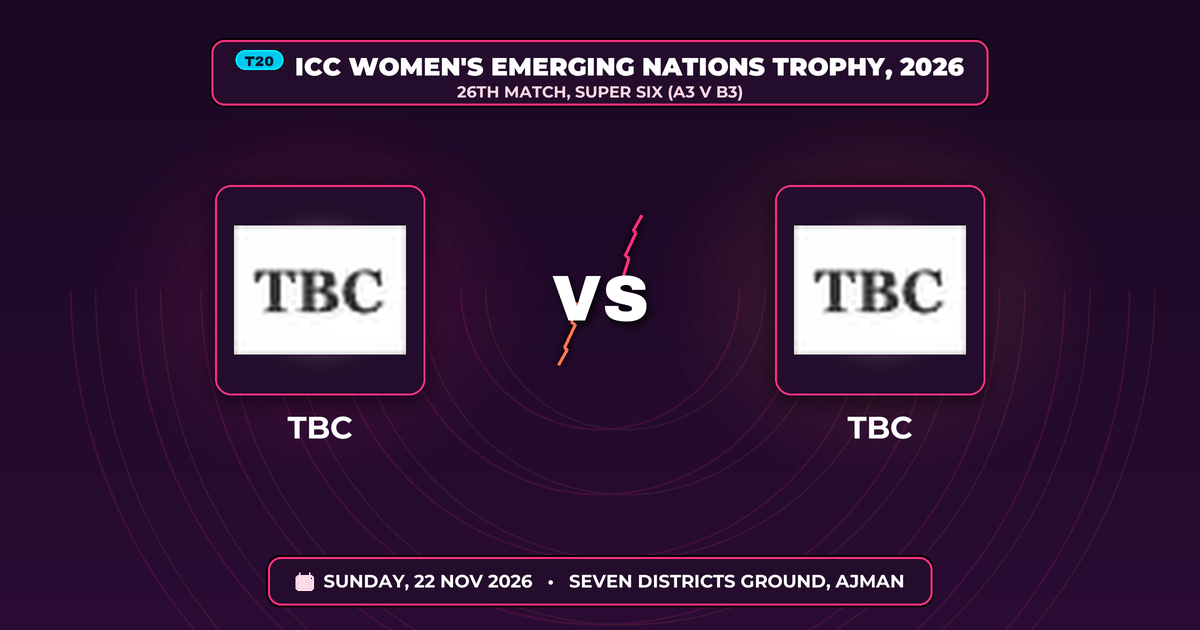 T20 ICC WOMEN'S EMERGING NATIONS TROPHY, 2026
26TH MATCH, SUPER SIX (A3 V B3)
TBC
VS
TBC
TBC
TBC
SUNDAY, 22 NOV 2026 • SEVEN DISTRICTS GROUND, AJMAN